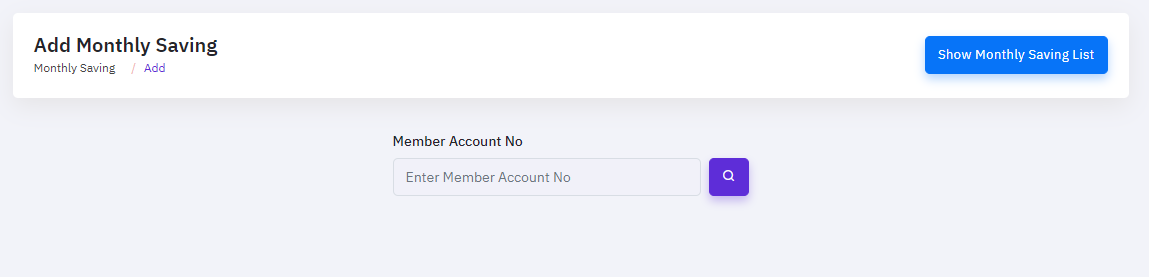 Add Monthly Saving
Monthly Saving / Add
Show Monthly Saving List
Member Account No
Enter Member Account No